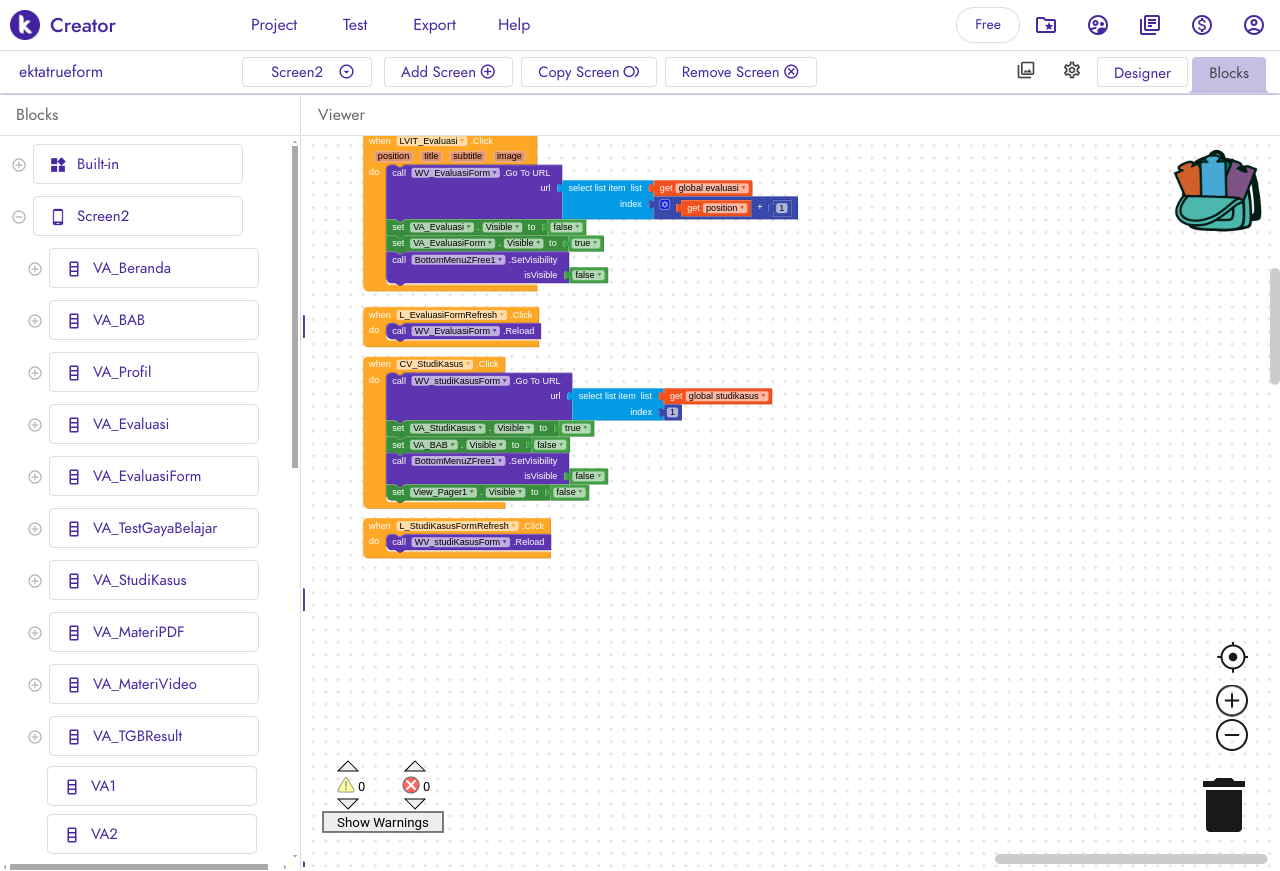 Creator
Project
Test
Export
Help
Free
ektatrueform
Screen2
Add Screen
Copy Screen
Remove Screen
Designer
Blocks
Blocks
Viewer
Built-in
Screen2
VA_Beranda
VA_BAB
VA_Profil
VA_Evaluasi
VA_EvaluasiForm
VA_TestGayaBelajar
VA_StudiKasus
VA_MateriPDF
VA_MateriVideo
VA_TGBResult
VA1
VA2
when LVIT_Evaluasi .Click
position title subtitle image
do call WV_EvaluasiForm .Go To URL
url select list item list get global evaluasi
index get position + 1
set VA_Evaluasi . Visible to false
set VA_EvaluasiForm . Visible to true
call BottomMenuZFree1 .SetVisibility
isVisible false
when L_EvaluasiFormRefresh .Click
do call WV_EvaluasiForm .Reload
when CV_StudiKasus .Click
do call WV_studiKasusForm .Go To URL
url select list item list get global studikasus
index 1
set VA_StudiKasus . Visible to true
set VA_BAB . Visible to false
call BottomMenuZFree1 .SetVisibility
isVisible false
set View_Pager1 . Visible to false
when L_StudiKasusFormRefresh .Click
do call WV_studiKasusForm .Reload
0 0
Show Warnings